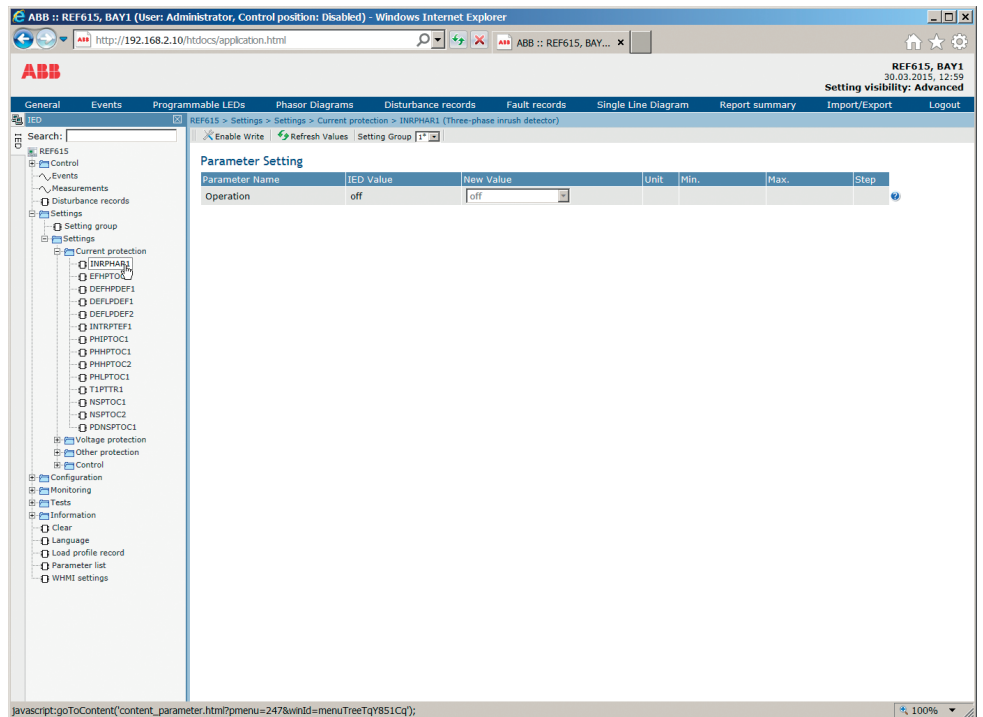 ABB :: REF615, BAY1 (User: Administrator, Control position: Disabled) - Windows Internet Explorer
http://192.168.2.10/htdocs/application.html
ABB :: REF615, BAY...
ABB
REF615, BAY1
30.03.2015, 12:59
Setting visibility: Advanced
General Events Programmable LEDs Phasor Diagrams Disturbance records Fault records Single Line Diagram Report summary Import/Export Logout
IED
IED
REF615 > Settings > Settings > Current protection > INRPHAR1 (Three-phase inrush detector)
Search:
Enable Write Refresh Values Setting Group 1*
REF615
Control
Events
Measurements
Disturbance records
Settings
Setting group
Settings
Current protection
INRPHAR1
DEFHPDEF1
DEFLPDEF1
DEFLPDEF2
INTRPTEF1
PHIPTOC1
PHHPTOC1
PHHPTOC2
PHLPTOC1
T1PTTR1
NSPTOC1
NSPTOC2
PDNSPTOC1
Voltage protection
Other protection
Control
Configuration
Monitoring
Tests
Information
Clear
Language
Load profile record
Parameter list
WHMI settings
Parameter Setting
Parameter Name IED Value New Value Unit Min. Max. Step
Operation off off
javascript:goToContent('content_parameter.html?pmenu=247&winId=menuTreeTqY851Cq');
100%